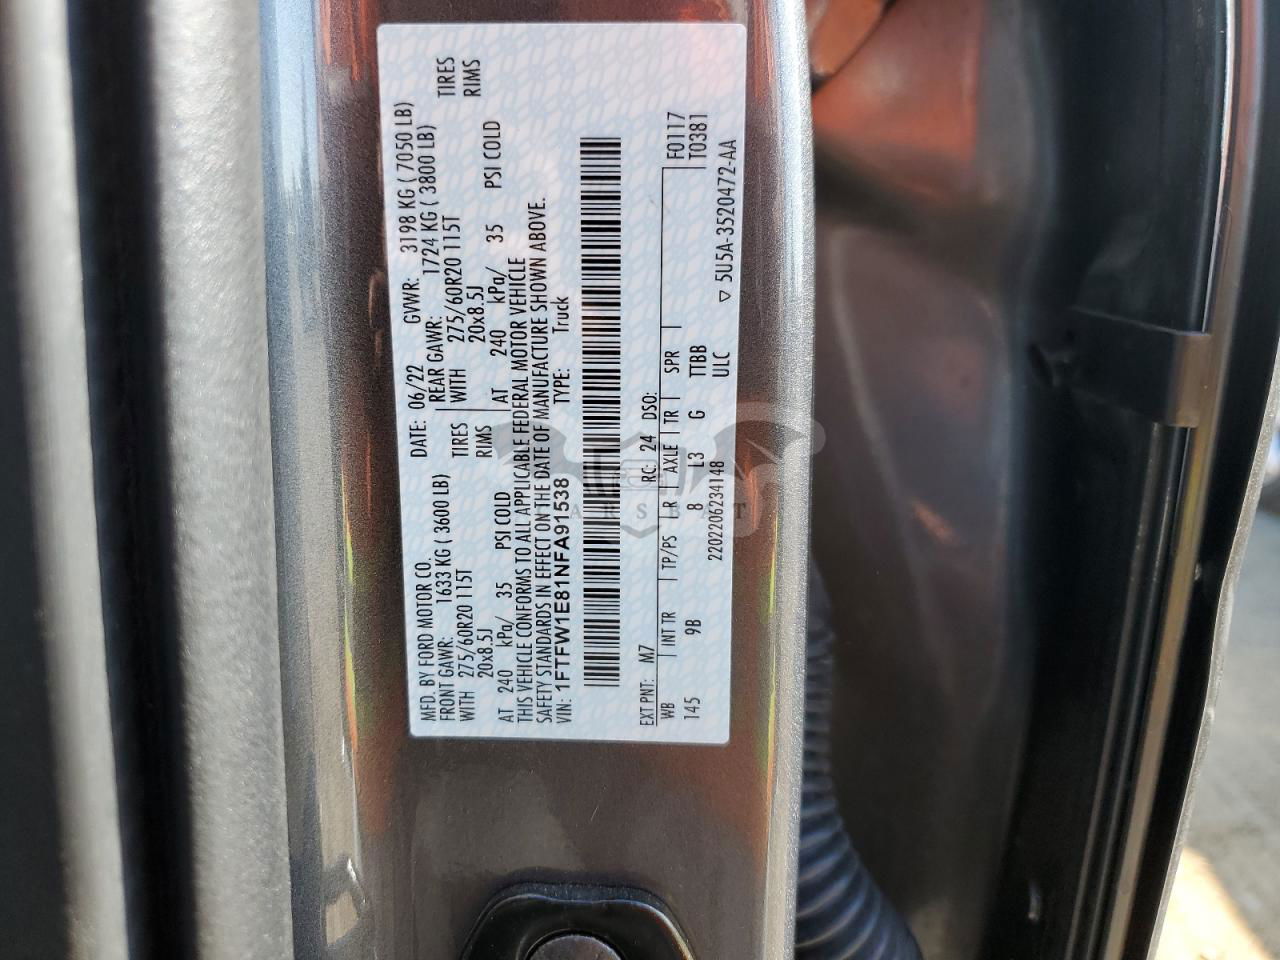 MFD. BY FORD MOTOR CO.
DATE: 06/22 GVWR: 3198 KG ( 7050 LB)
FRONT GAWR: 1633 KG (3600 LB)
REAR GAWR: 1724 KG ( 3800 LB)
WITH 275/60R20 115T TIRES
WITH 275/60R20 115T TIRES
20x8.5J RIMS
20x8.5J RIMS
AT 240 kPa/ 35 PSI COLD
AT 240 kPa/ 35 PSI COLD
THIS VEHICLE CONFORMS TO ALL APPLICABLE FEDERAL MOTOR VEHICLE
SAFETY STANDARDS IN EFFECT ON THE DATE OF MANUFACTURE SHOWN ABOVE.
VIN: 1FTFW1E81NFA91538 TYPE: Truck
EXT PNT: M7 RC: 24 DSO: F0117
WB INT TR TP/PS R AXLE TR SPR T0381
145 9B 8 L3 G TTBB
2202206234148 ULC ▽ 5U5A-3520472-AA
CARSBAT